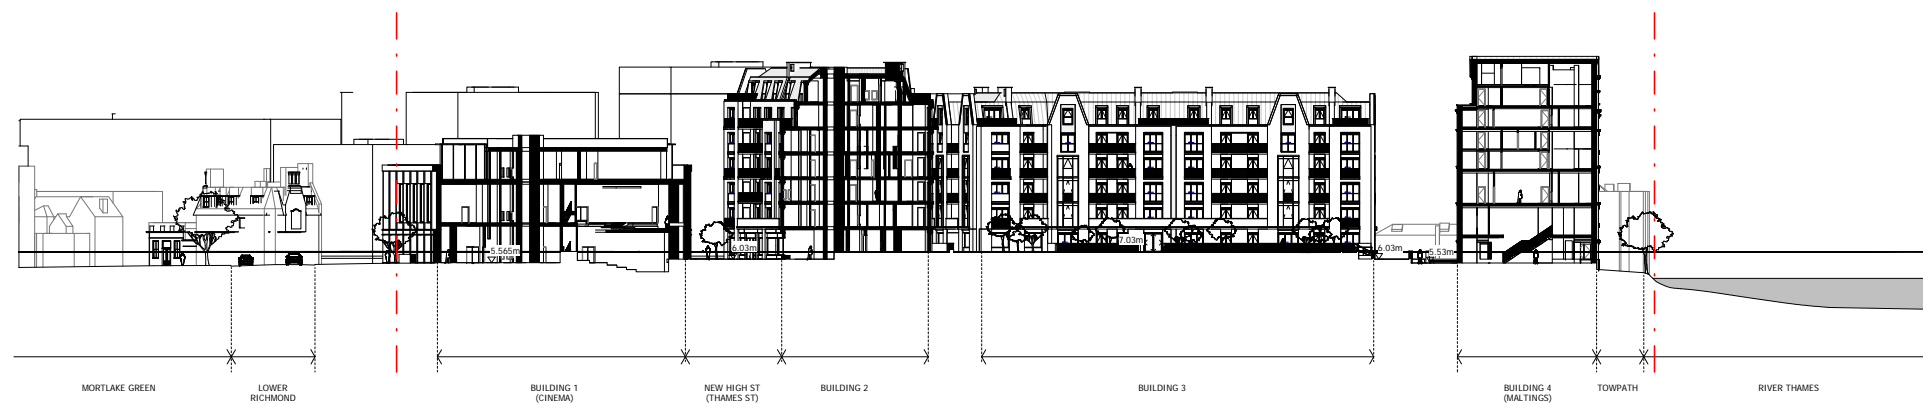 5.565m
6.03m
7.03m
6.03m
5.53m
MORTLAKE GREEN
LOWER
RICHMOND
BUILDING 1
(CINEMA)
NEW HIGH ST
(THAMES ST)
BUILDING 2
BUILDING 3
BUILDING 4
(MALTINGS)
TOWPATH
RIVER THAMES